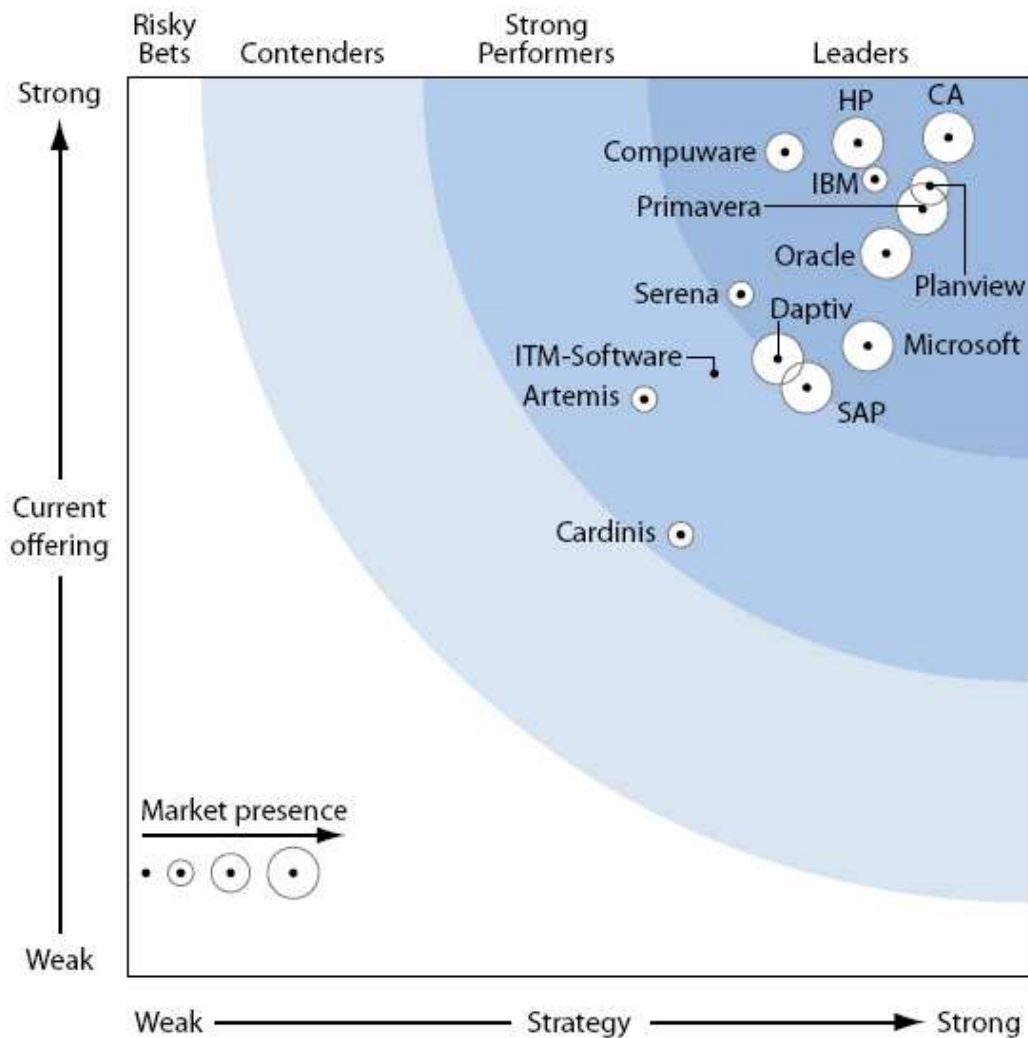 Risky
Bets
Contenders
Strong
Performers
Leaders
Strong
HP
CA
Compuware
IBM
Primavera
Oracle
Planview
Serena
Daptiv
Microsoft
ITM-Software
Artemis
SAP
Current
offering
Cardinis
Market presence
Weak
Weak
Strategy
Strong